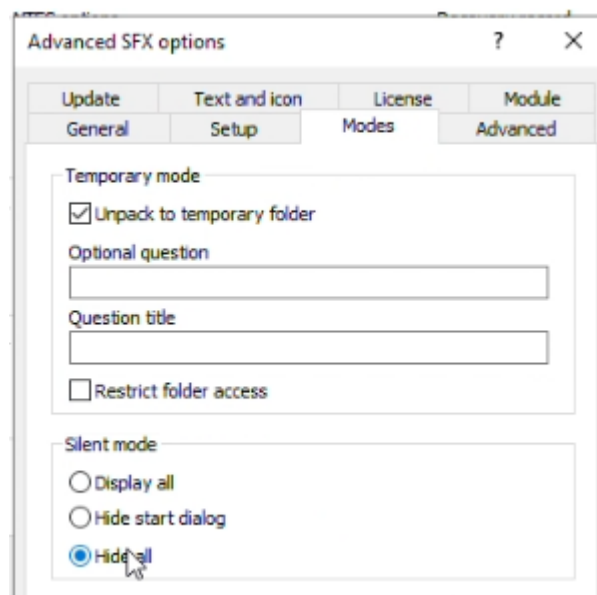 Advanced SFX options ? ×
Update Text and icon License Module
General Setup Modes Advanced
Temporary mode
Unpack to temporary folder
Optional question
Question title
Restrict folder access
Silent mode
Display all
Hide start dialog
Hide all